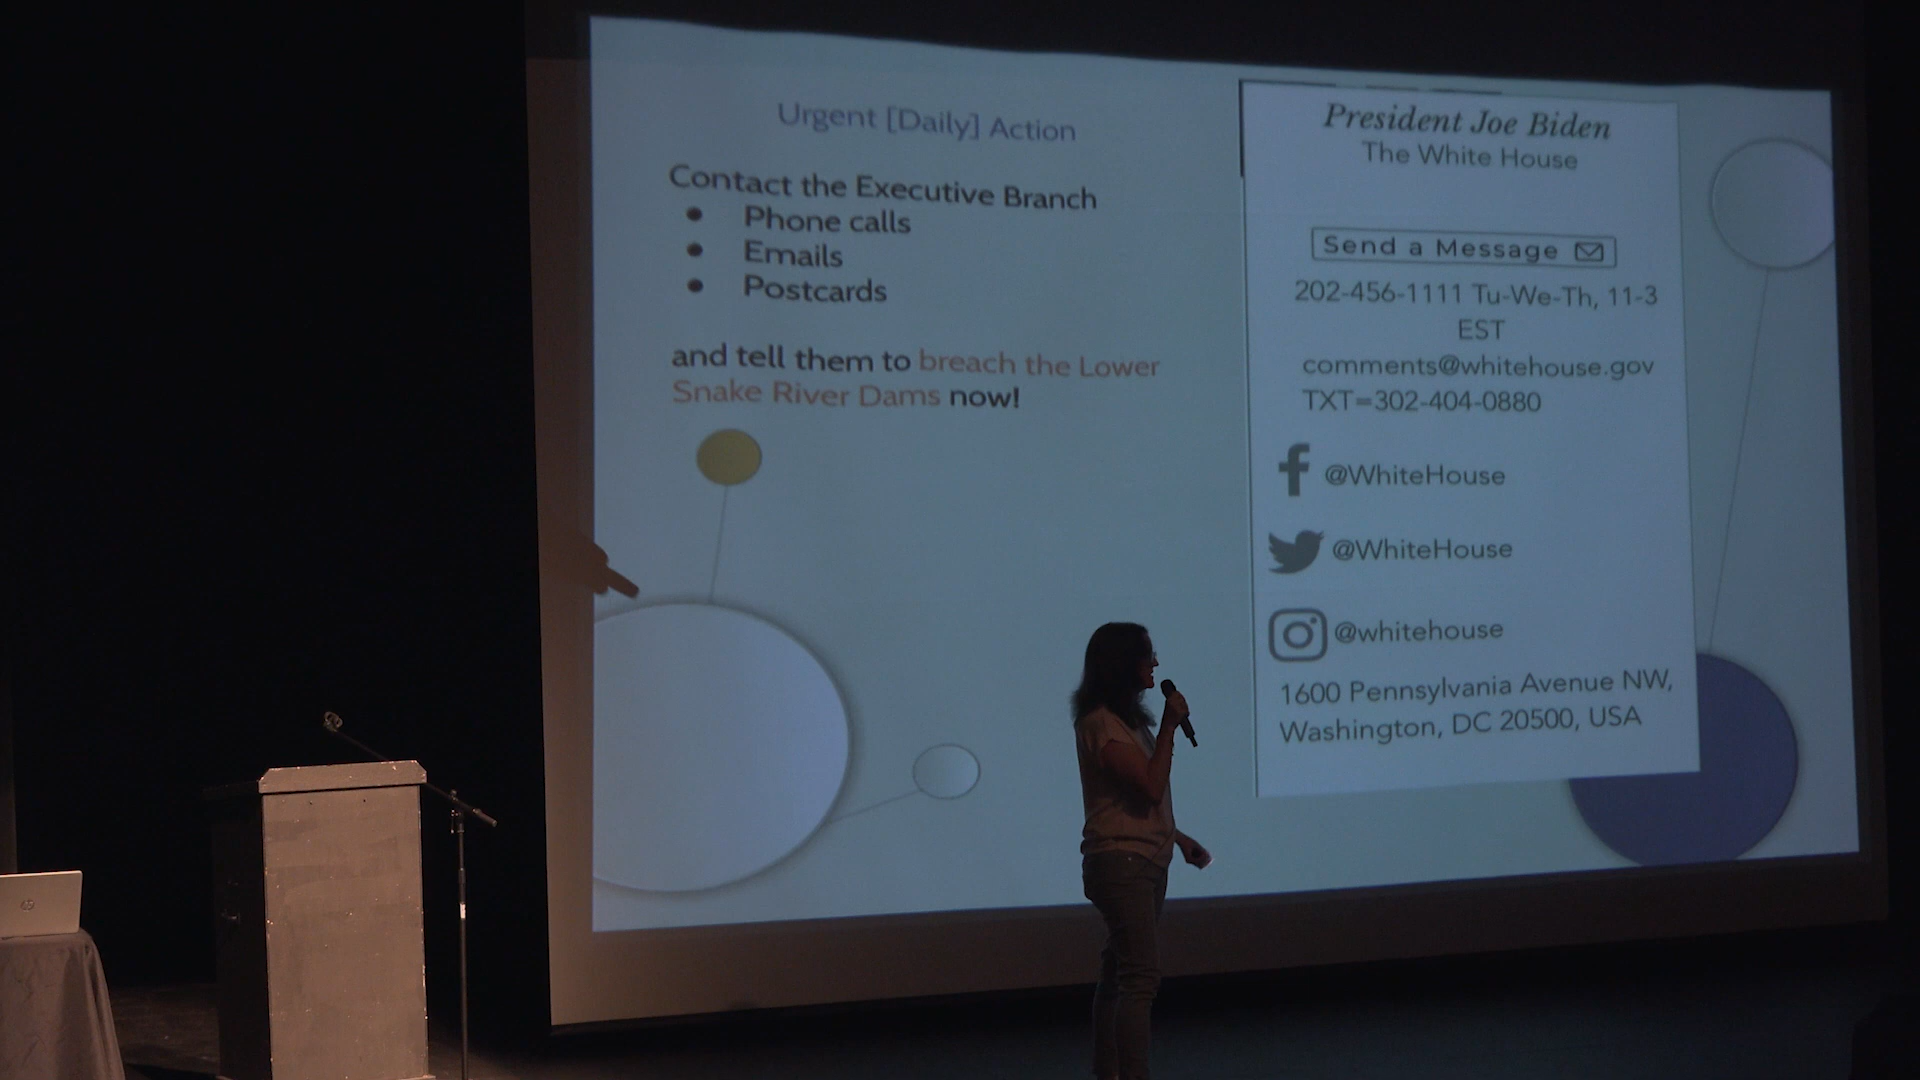 Urgent [Daily] Action
Contact the Executive Branch
● Phone calls
● Emails
● Postcards
and tell them to breach the Lower
Snake River Dams now!
President Joe Biden
The White House
Send a Message
202-456-1111 Tu-We-Th, 11-3
EST
comments@whitehouse.gov
TXT=302-404-0880
@WhiteHouse
@WhiteHouse
@whitehouse
1600 Pennsylvania Avenue NW,
Washington, DC 20500, USA
hp